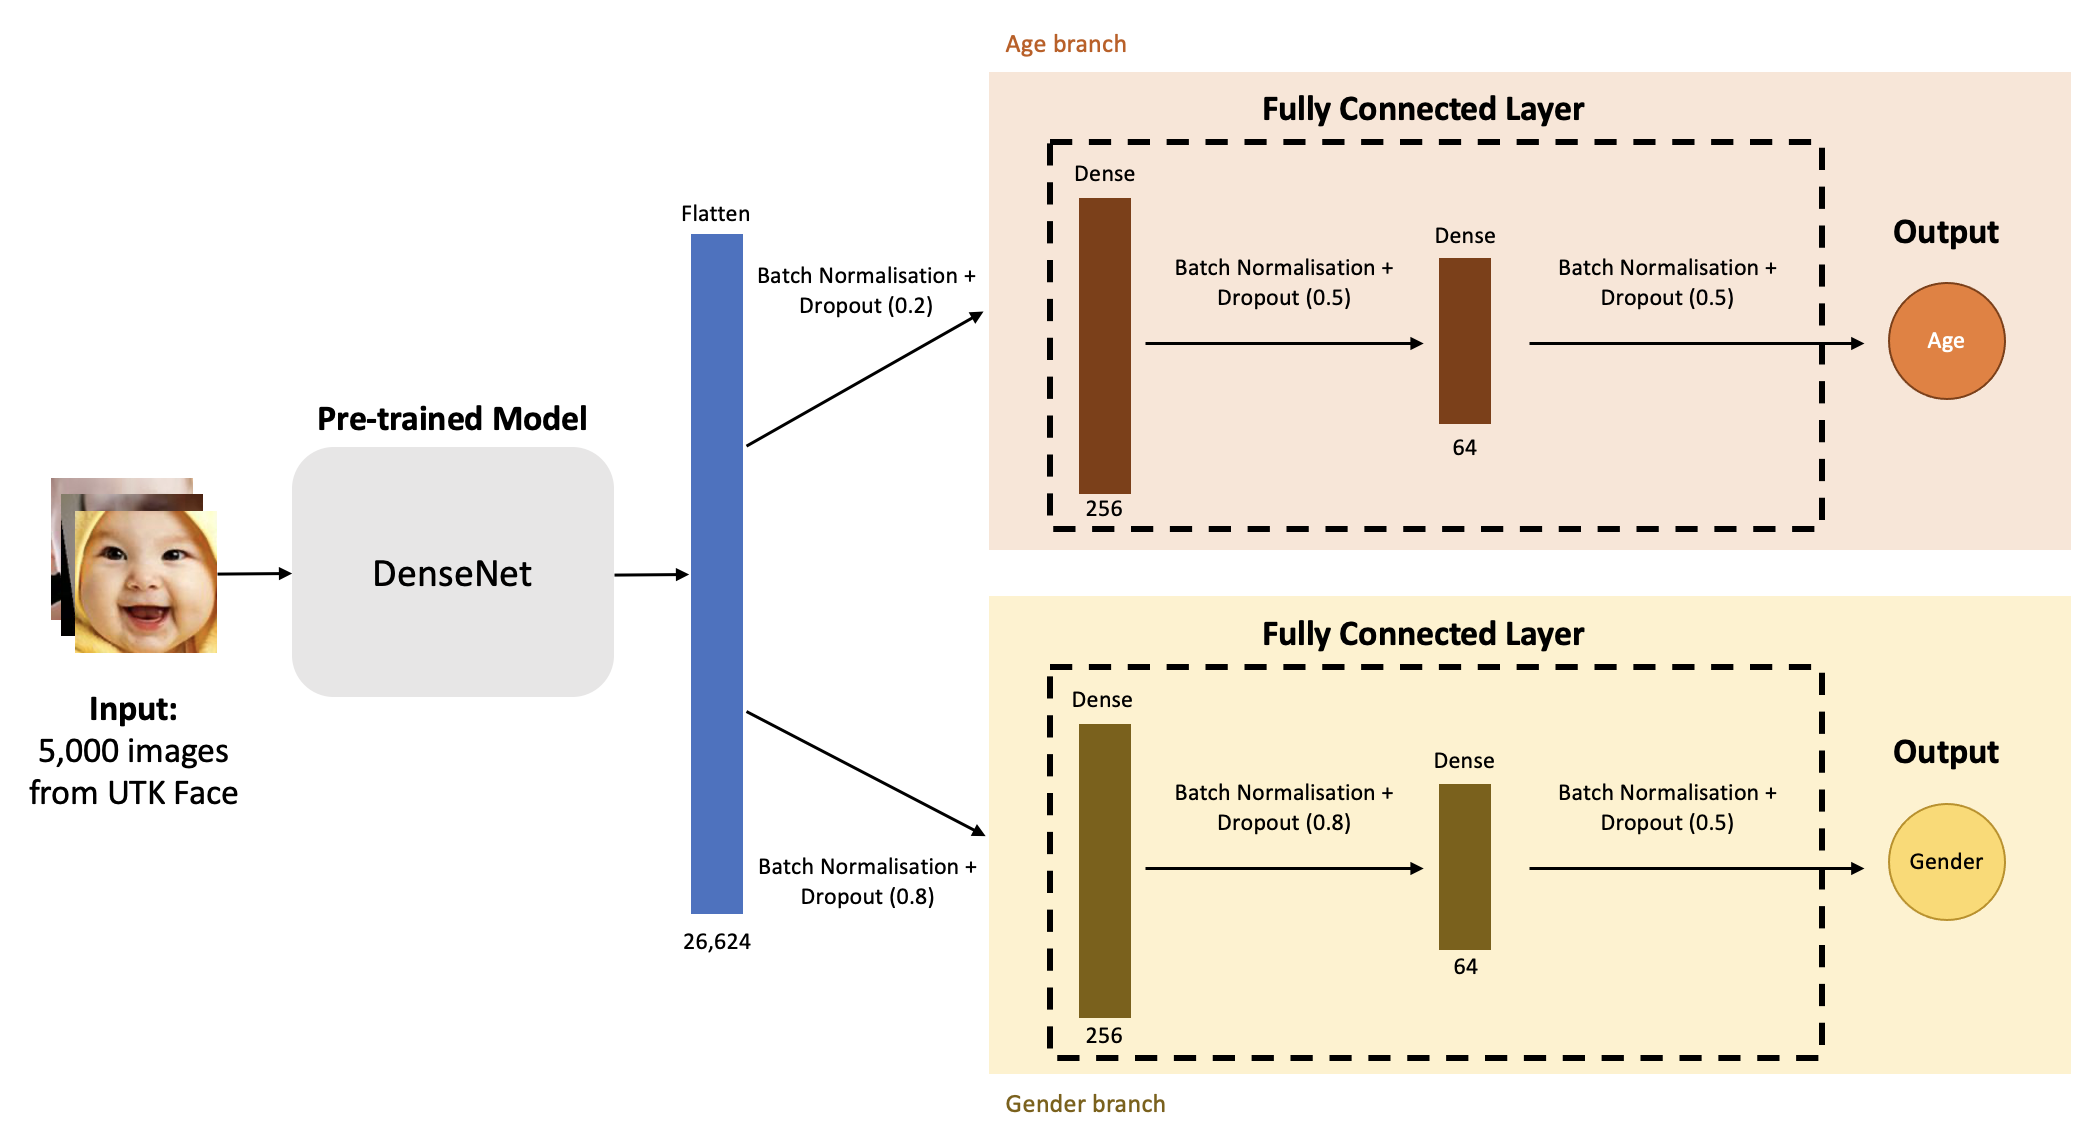 Age branch
Fully Connected Layer
Dense
Batch Normalisation +
Dropout (0.5)
Dense
Batch Normalisation +
Dropout (0.5)
Output
Age
64
256
Flatten
Batch Normalisation +
Dropout (0.2)
Pre-trained Model
DenseNet
Input:
5,000 images
from UTK Face
Batch Normalisation +
Dropout (0.8)
26,624
Fully Connected Layer
Dense
Batch Normalisation +
Dropout (0.8)
Dense
Batch Normalisation +
Dropout (0.5)
Output
Gender
64
256
Gender branch